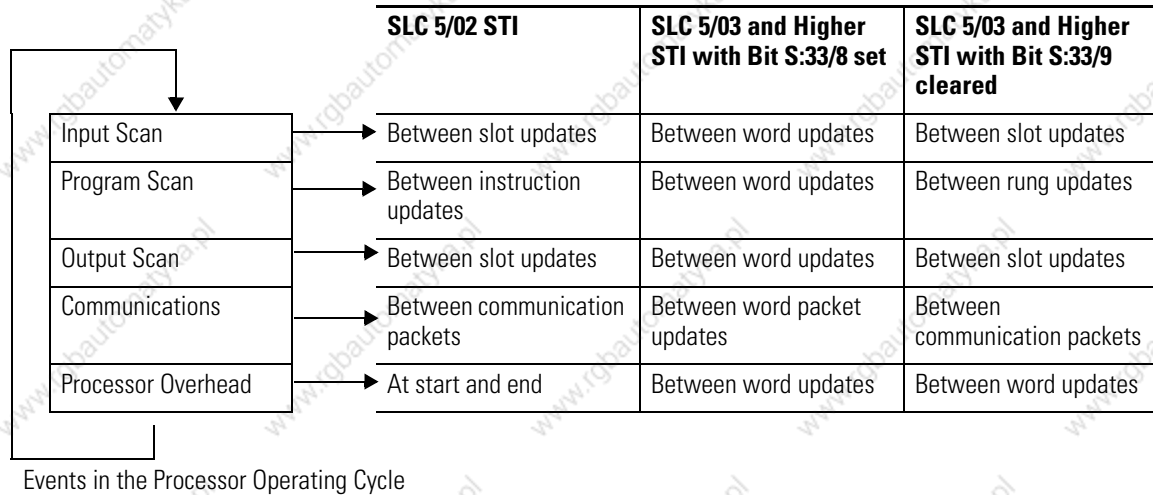 SLC 5/02 STI
SLC 5/03 and Higher
STI with Bit S:33/8 set
SLC 5/03 and Higher
STI with Bit S:33/9
cleared
Input Scan
Between slot updates
Between word updates
Between slot updates
Program Scan
Between instruction
updates
Between word updates
Between rung updates
Output Scan
Between slot updates
Between word updates
Between slot updates
Communications
Between communication
packets
Between word packet
updates
Between
communication packets
Processor Overhead
At start and end
Between word updates
Between word updates
Events in the Processor Operating Cycle
www.rgbautomatyka.pl